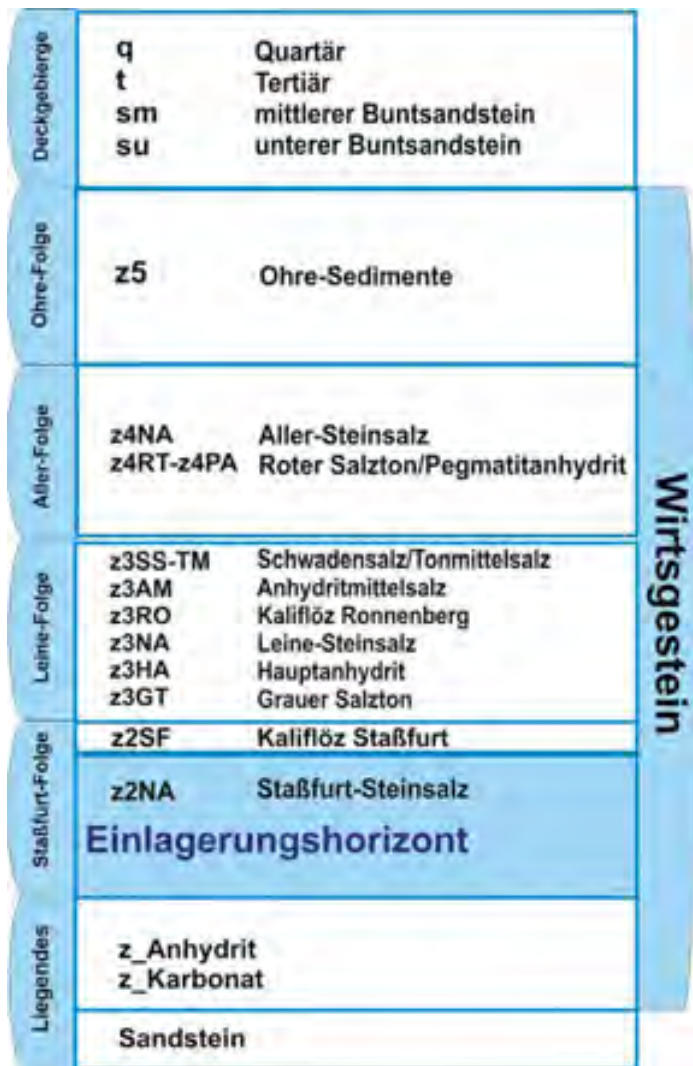 Deckgebierge
q Quartär
t Tertiär
sm mittlerer Buntsandstein
su unterer Buntsandstein
Ohre-Folge
z5 Ohre-Sedimente
Aller-Folge
z4NA Aller-Steinsalz
z4RT-z4PA Roter Salzton/Pegmatitanhydrit
Leine-Folge
z3SS-TM Schwadensalz/Tonmittelsalz
z3AM Anhydritmittelsalz
z3RO Kaliflöz Ronnenberg
z3NA Leine-Steinsalz
z3HA Hauptanhydrit
z3GT Grauer Salzton
Staßfurt-Folge
z2SF Kaliflöz Staßfurt
z2NA Staßfurt-Steinsalz
Einlagerungshorizont
Liegendes
z_Anhydrit
z_Karbonat
Sandstein
Wirtsgestein